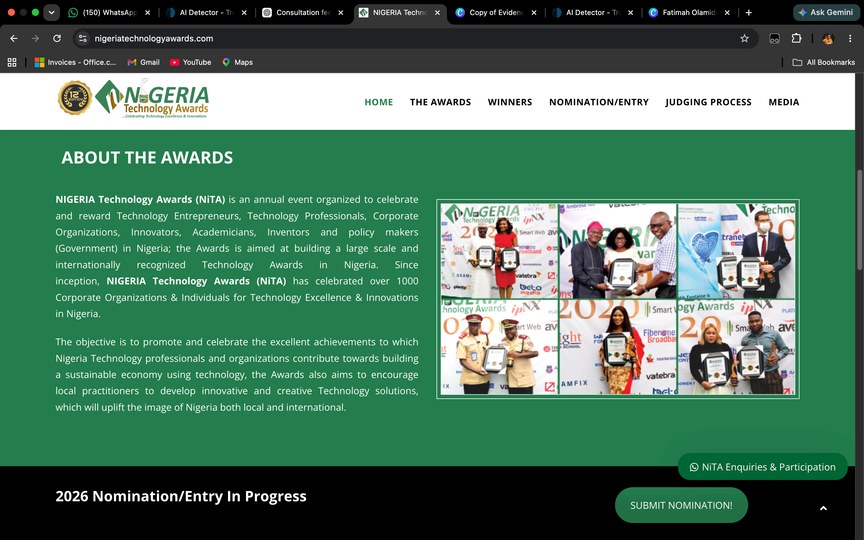 (150) WhatsApp
AI Detector - Tr
Consultation fe
NIGERIA Techn
Copy of Eviden
AI Detector - Tr
Fatimah Olamid
Ask Gemini
nigeriatechnologyawards.com
Invoices - Office.c...
Gmail
YouTube
Maps
All Bookmarks
12
NIGERIA
Technology Awards
...Celebrating Technology Excellence & Innovations
HOME
THE AWARDS
WINNERS
NOMINATION/ENTRY
JUDGING PROCESS
MEDIA
ABOUT THE AWARDS
NIGERIA Technology Awards (NiTA) is an annual event organized to celebrate
and reward Technology Entrepreneurs, Technology Professionals, Corporate
Organizations, Innovators, Academicians, Inventors and policy makers
(Government) in Nigeria; the Awards is aimed at building a large scale and
internationally recognized Technology Awards in Nigeria. Since
inception, NIGERIA Technology Awards (NiTA) has celebrated over 1000
Corporate Organizations & Individuals for Technology Excellence & Innovations
in Nigeria.
The objective is to promote and celebrate the excellent achievements to which
Nigeria Technology professionals and organizations contribute towards building
a sustainable economy using technology, the Awards also aims to encourage
local practitioners to develop innovative and creative Technology solutions,
which will uplift the image of Nigeria both local and international.
NiTA Enquiries & Participation
2026 Nomination/Entry In Progress
SUBMIT NOMINATION!